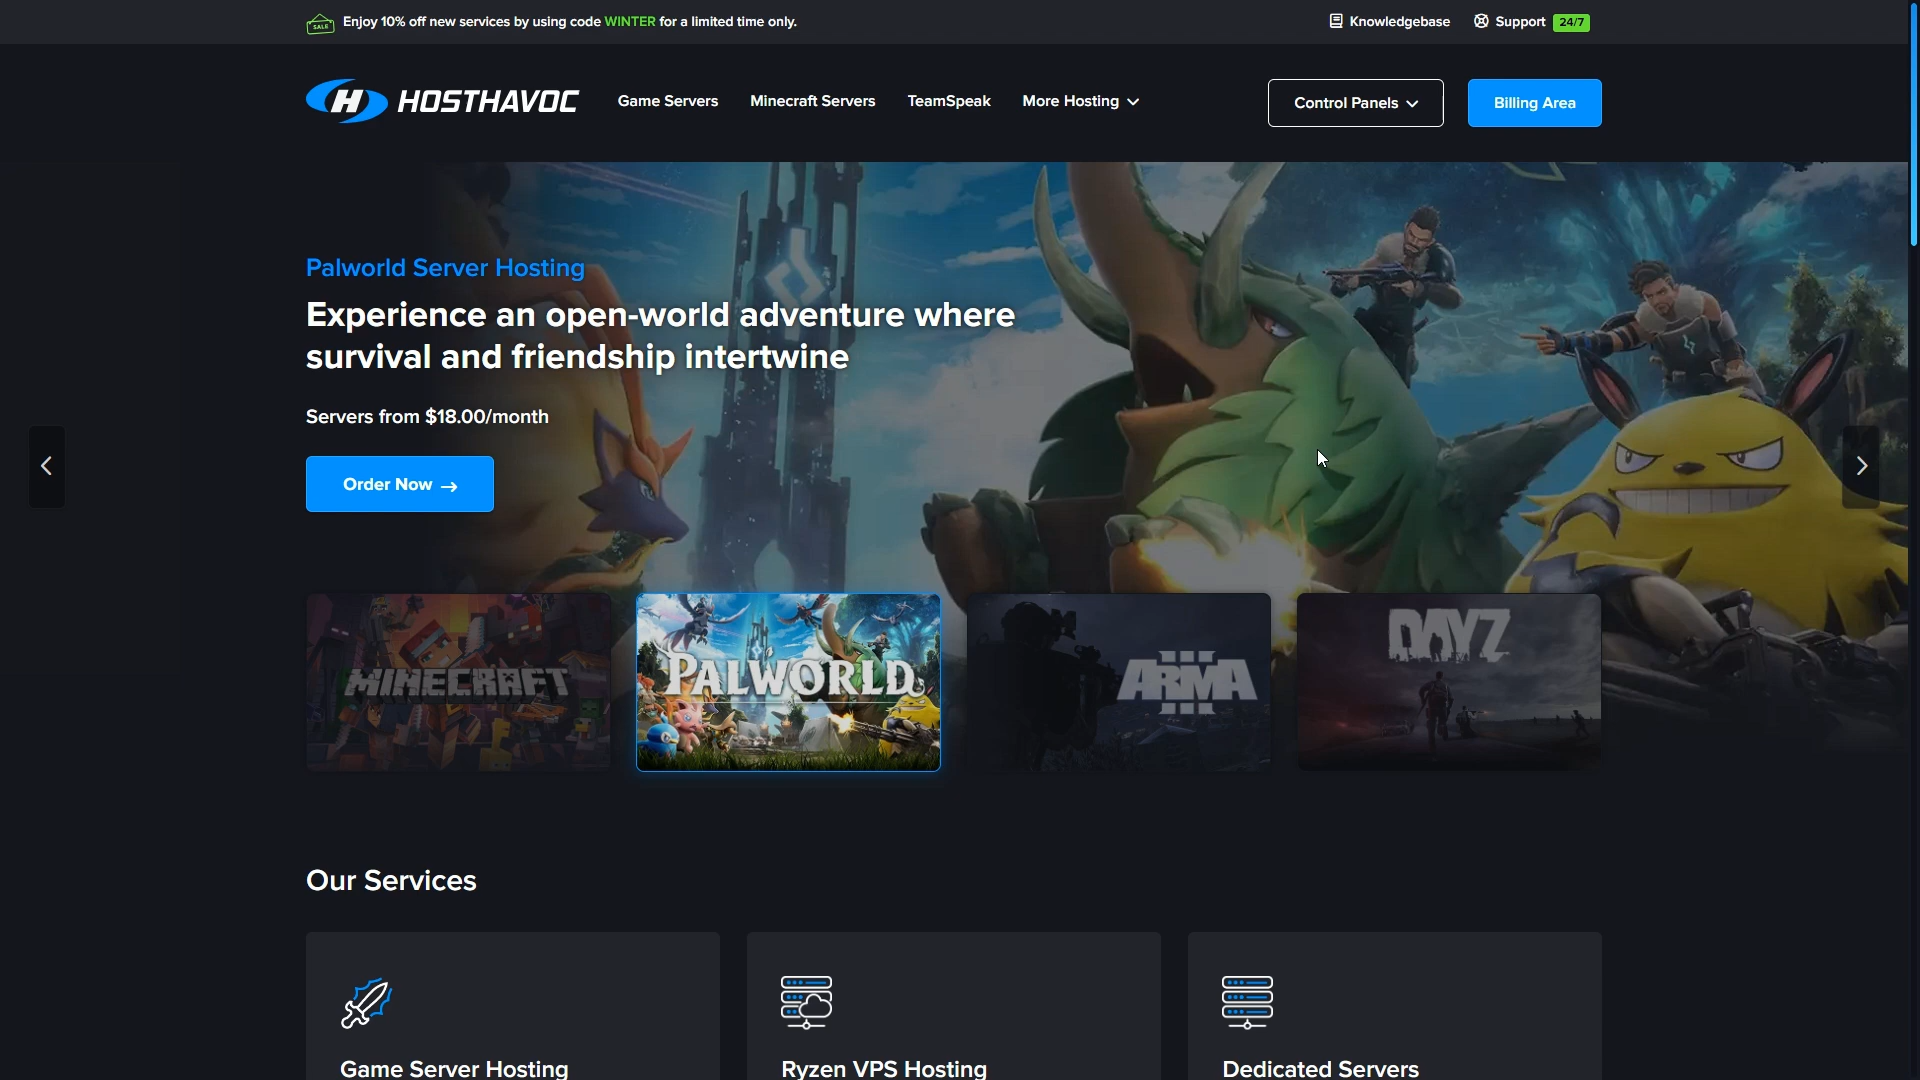 SALE
Enjoy 10% off new services by using code WINTER for a limited time only.
Knowledgebase
Support 24/7
H HOSTHAVOC
Game Servers
Minecraft Servers
TeamSpeak
More Hosting
Control Panels
Billing Area
Palworld Server Hosting
Experience an open-world adventure where
survival and friendship intertwine
Servers from $18.00/month
Order Now →
MINECRAFT
PALWORLD
ARMA
III
DAYZ
Our Services
Game Server Hosting
Ryzen VPS Hosting
Dedicated Servers